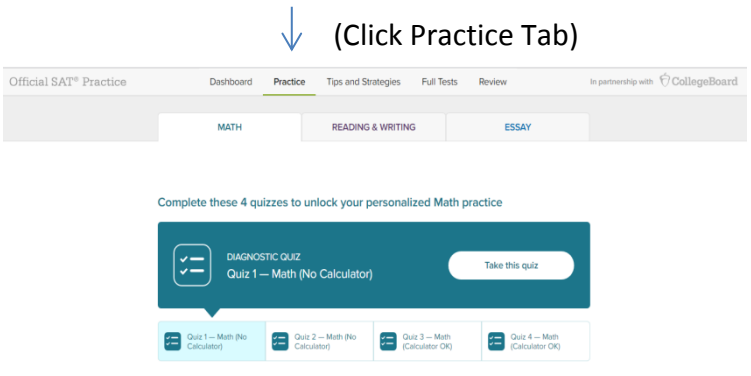 (Click Practice Tab)
Official SAT® Practice Dashboard Practice Tips and Strategies Full Tests Review In partnership with CollegeBoard
MATH READING & WRITING ESSAY
Complete these 4 quizzes to unlock your personalized Math practice
DIAGNOSTIC QUIZ
Quiz 1 — Math (No Calculator)
Take this quiz
Quiz 1 — Math (No
Calculator)
Quiz 2 — Math (No
Calculator)
Quiz 3 — Math
(Calculator OK)
Quiz 4 — Math
(Calculator OK)